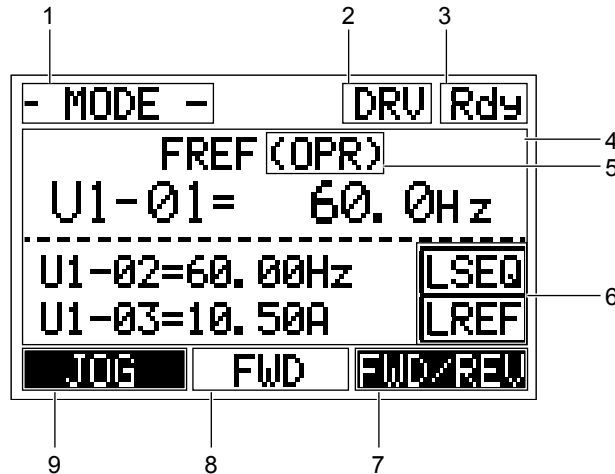 1 2 3
- MODE - DRV Rdy
4
FREF (OPR)
5
U1-01= 60.0Hz
U1-02=60.00Hz LSEQ
6
U1-03=10.50A LREF
JOG FWD FWD/REV
9 8 7